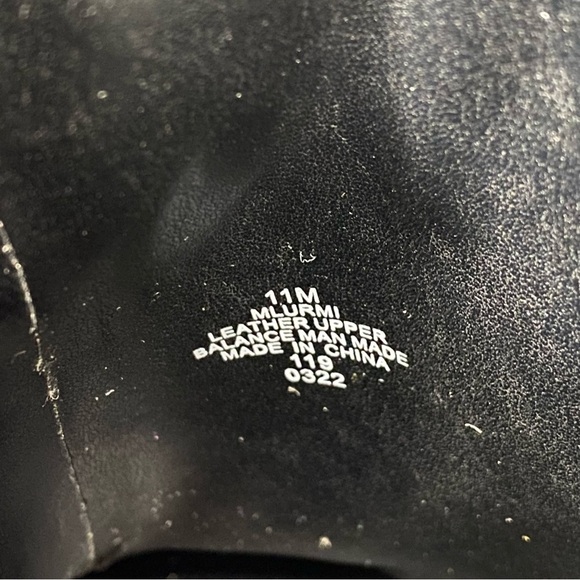 11M
MLURMI
LEATHER UPPER
BALANCE MAN MADE
MADE IN CHINA
119
0322